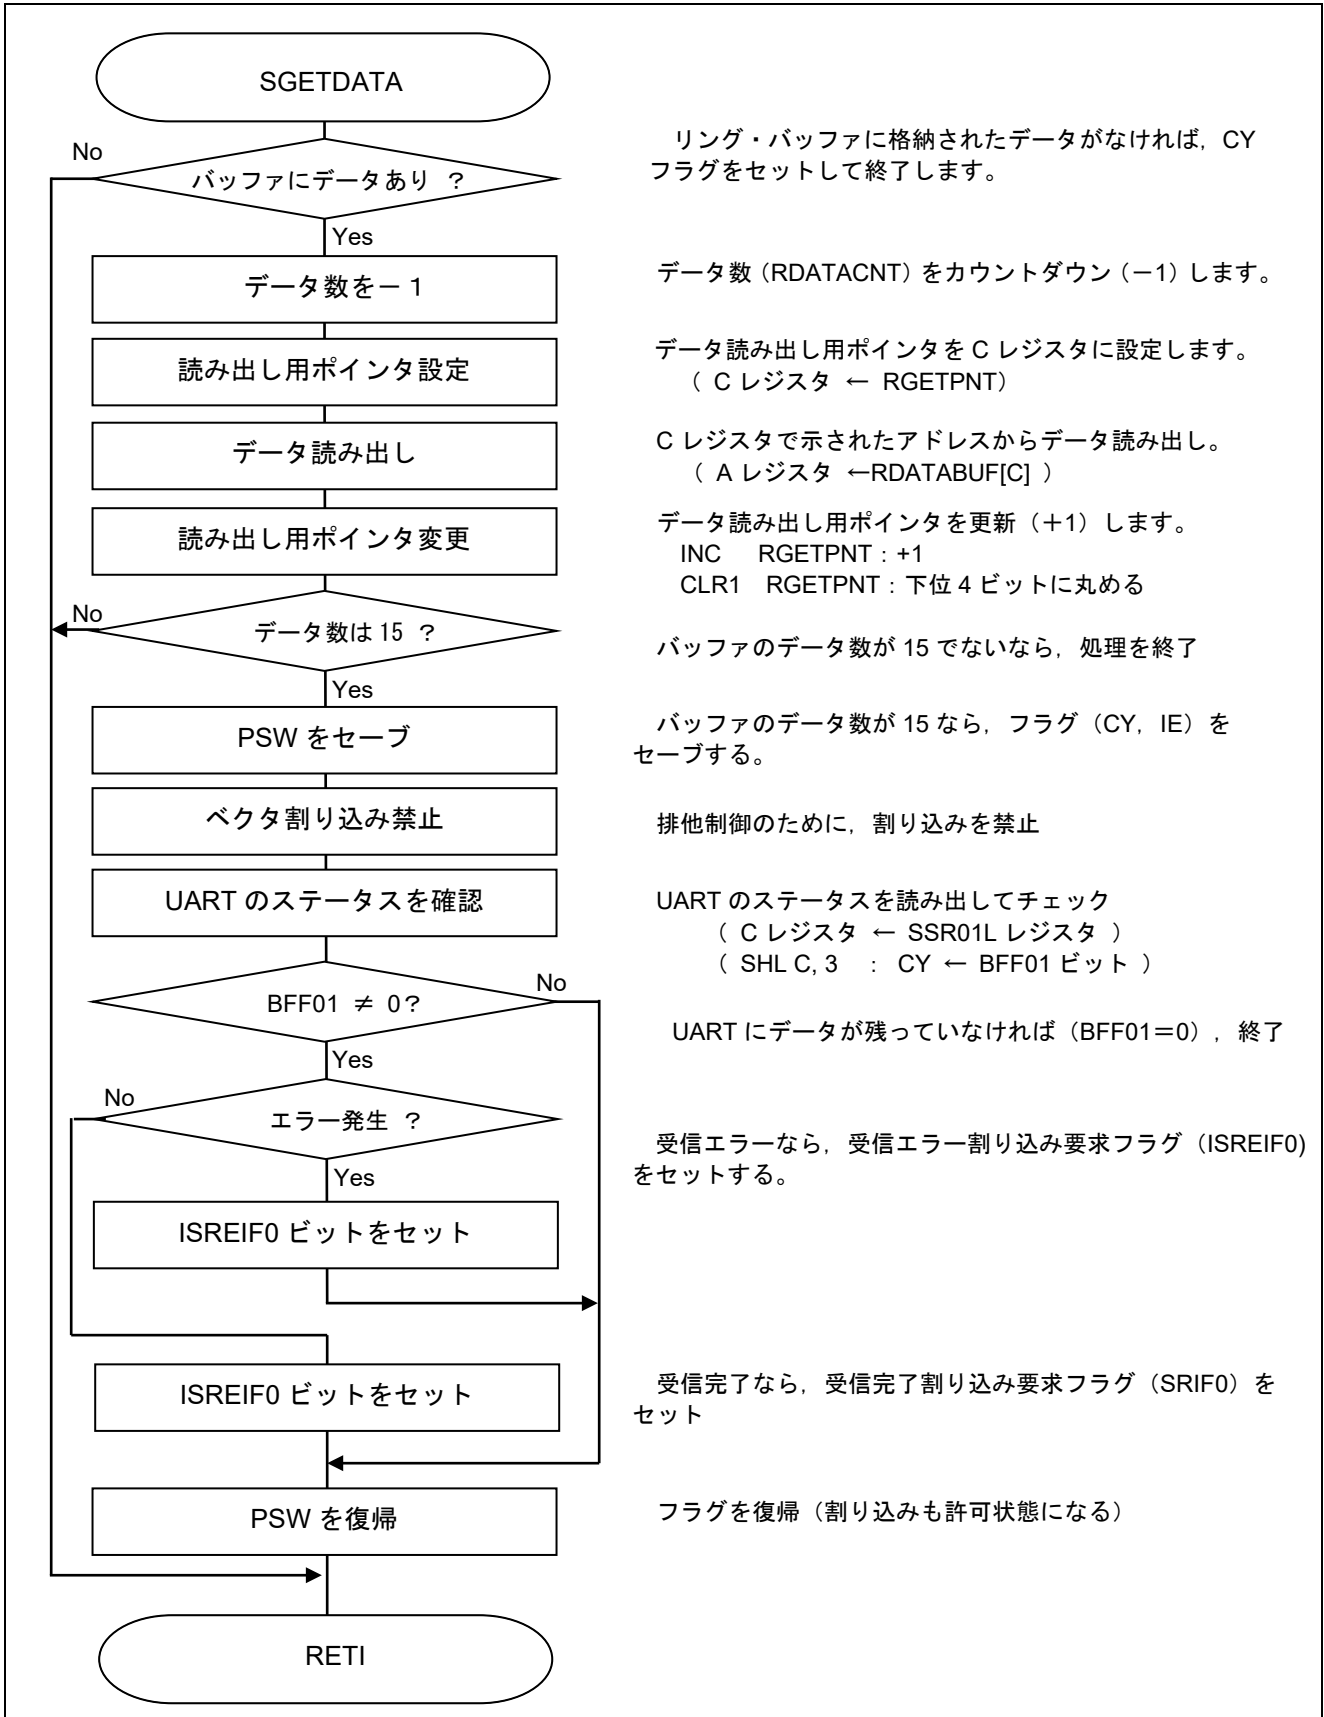 SGETDATA
No
バッファにデータあり ?
リング・バッファに格納されたデータがなければ，CY
フラグをセットして終了します。
Yes
データ数を－１
データ数（RDATACNT）をカウントダウン（－1）します。
読み出し用ポインタ設定
データ読み出し用ポインタを C レジスタに設定します。
（ C レジスタ ← RGETPNT）
データ読み出し
C レジスタで示されたアドレスからデータ読み出し。
（ A レジスタ ←RDATABUF[C] ）
読み出し用ポインタ変更
データ読み出し用ポインタを更新（＋1）します。
INC RGETPNT：+1
CLR1 RGETPNT：下位 4 ビットに丸める
No
データ数は 15 ?
バッファのデータ数が 15 でないなら，処理を終了
Yes
PSW をセーブ
バッファのデータ数が 15 なら，フラグ（CY，IE）を
セーブする。
ベクタ割り込み禁止
排他制御のために，割り込みを禁止
UART のステータスを確認
UART のステータスを読み出してチェック
（ C レジスタ ← SSR01L レジスタ ）
（ SHL C, 3 ： CY ← BFF01 ビット ）
BFF01 ≠ 0?
No
UART にデータが残っていなければ（BFF01＝0），終了
Yes
No
エラー発生 ?
受信エラーなら，受信エラー割り込み要求フラグ（ISREIF0)
をセットする。
Yes
ISREIF0 ビットをセット
ISREIF0 ビットをセット
受信完了なら，受信完了割り込み要求フラグ（SRIF0）を
セット
PSW を復帰
フラグを復帰（割り込みも許可状態になる）
RETI